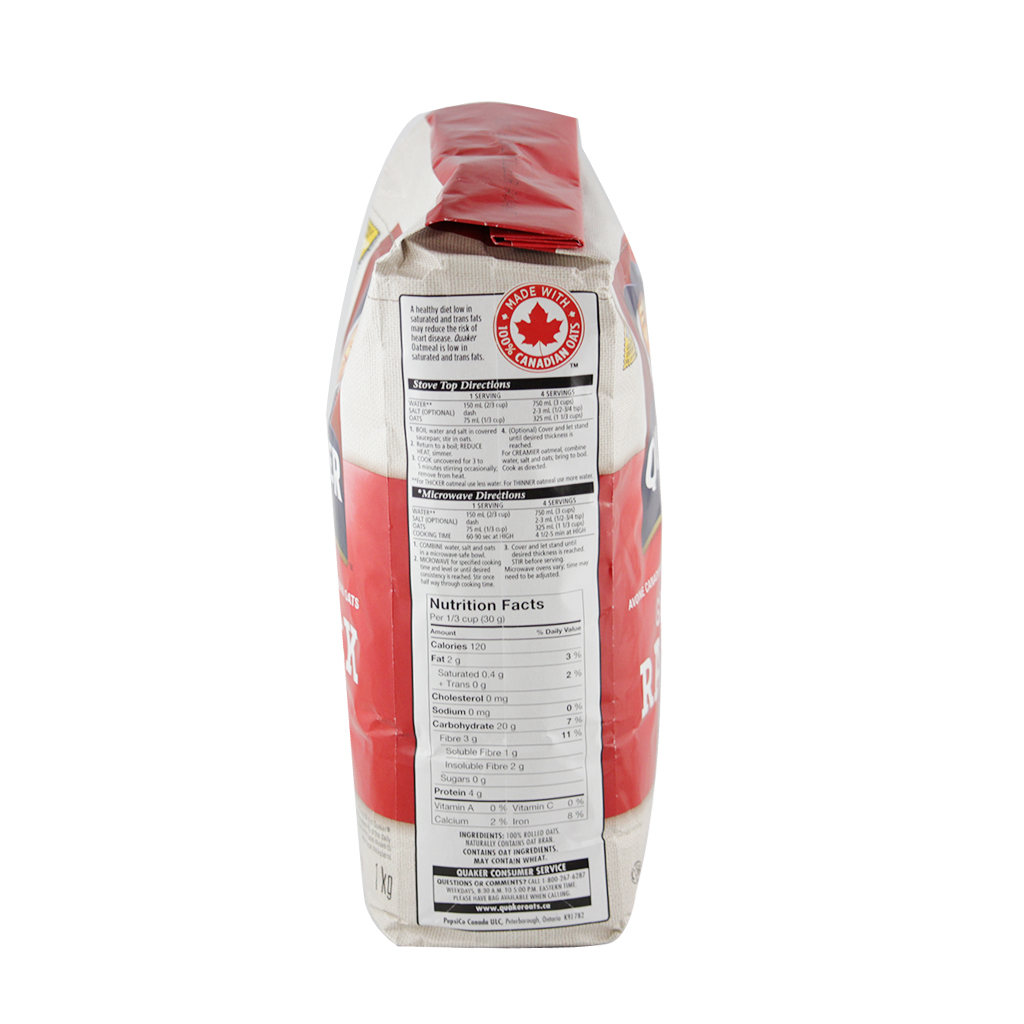 A healthy diet low in
saturated and trans fats
may reduce the risk of
heart disease. Quaker
Oatmeal is low in
saturated and trans fats.
MADE WITH
100% CANADIAN OATS
TM
Stove Top Directions
1 SERVING 4 SERVINGS
WATER** 150 mL (2/3 cup) 750 mL (3 cups)
SALT (OPTIONAL) dash 2-3 mL (1/2-3/4 tsp)
OATS 75 mL (1/3 cup) 325 mL (1 1/3 cups)
1. BOIL water and salt in covered
saucepan; stir in oats.
2. Return to a boil; REDUCE
HEAT, simmer.
3. COOK uncovered for 3 to
5 minutes stirring occasionally;
remove from heat.
4. (Optional) Cover and let stand
until desired thickness is
reached.
For CREAMIER oatmeal, combine
water, salt and oats; bring to boil.
Cook as directed.
**For THICKER oatmeal use less water. For THINNER oatmeal use more water.
*Microwave Directions
1 SERVING 4 SERVINGS
WATER** 150 mL (2/3 cup) 750 mL (3 cups)
SALT (OPTIONAL) dash 2-3 mL (1/2-3/4 tsp)
OATS 75 mL (1/3 cup) 325 mL (1 1/3 cups)
COOKING TIME 60-90 sec at HIGH 4 1/2-5 min at HIGH
1. COMBINE water, salt and oats
in a microwave-safe bowl.
2. MICROWAVE for specified cooking
time and level or until desired
consistency is reached. Stir once
half way through cooking time.
3. Cover and let stand until
desired thickness is reached
STIR before serving.
Microwave ovens vary, time may
need to be adjusted.
Nutrition Facts
Per 1/3 cup (30 g)
Amount % Daily Value
Calories 120
Fat 2 g 3 %
Saturated 0.4 g 2 %
+ Trans 0 g
Cholesterol 0 mg
Sodium 0 mg 0 %
Carbohydrate 20 g 7 %
Fibre 3 g 11 %
Soluble Fibre 1 g
Insoluble Fibre 2 g
Sugars 0 g
Protein 4 g
Vitamin A 0 % Vitamin C 0 %
Calcium 2 % Iron 8 %
INGREDIENTS: 100% ROLLED OATS.
NATURALLY CONTAINS OAT BRAN.
CONTAINS OAT INGREDIENTS.
MAY CONTAIN WHEAT.
QUAKER CONSUMER SERVICE
QUESTIONS OR COMMENTS? CALL 1-800-267-6287
WEEKDAYS, 8:30 A.M. TO 5:00 P.M. EASTERN TIME.
PLEASE HAVE BAG AVAILABLE WHEN CALLING.
www.quakeroats.ca
PepsiCo Canada ULC, Peterborough, Ontario K9J 7B2
OATS
1 KG